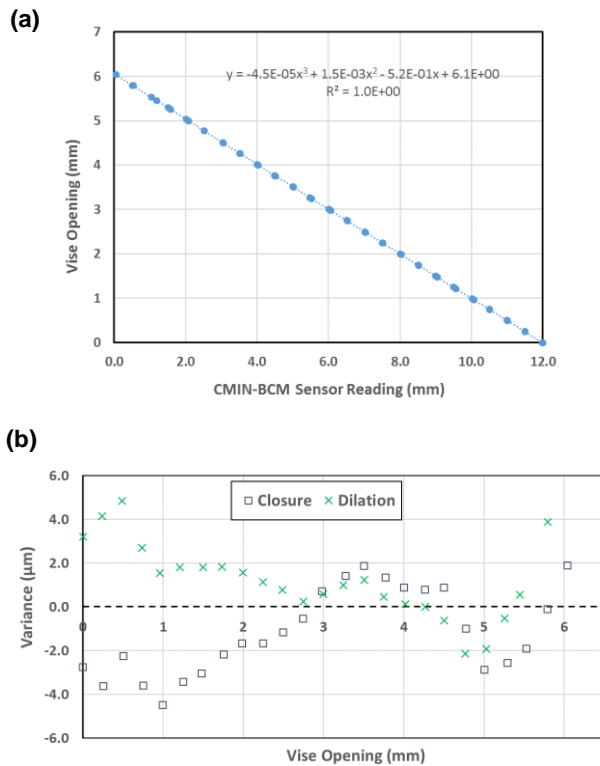 (a)
7
6
5
4
3
2
1
0
Vise Opening (mm)
y = -4.5E-05x³ + 1.5E-03x² - 5.2E-01x + 6.1E+00
R² = 1.0E+00
0.0 2.0 4.0 6.0 8.0 10.0 12.0
CMIN-BCM Sensor Reading (mm)
(b)
6.0
4.0
2.0
0.0
-2.0
-4.0
-6.0
Variance (µm)
Closure Dilation
0 1 2 3 4 5 6
Vise Opening (mm)